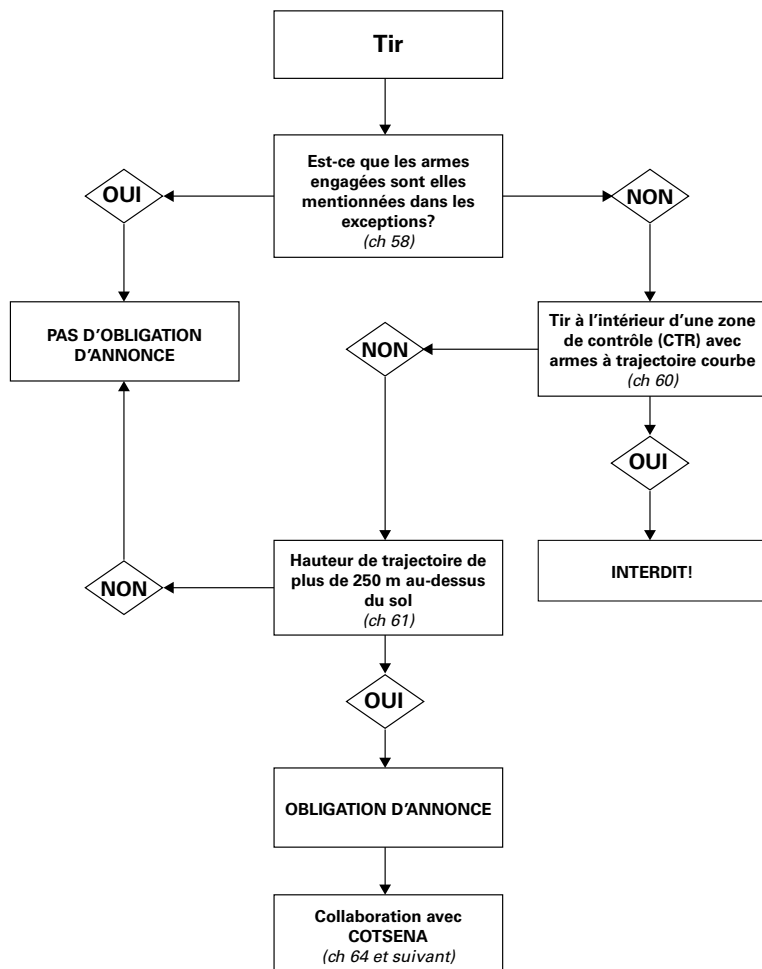 Tir
Est-ce que les armes
engagées sont elles
mentionnées dans les
exceptions?
(ch 58)
OUI
NON
PAS D’OBLIGATION
D’ANNONCE
Tir à l’intérieur d’une zone
de contrôle (CTR) avec
armes à trajectoire courbe
(ch 60)
NON
OUI
Hauteur de trajectoire de
plus de 250 m au-dessus
du sol
(ch 61)
NON
INTERDIT!
OUI
OBLIGATION D’ANNONCE
Collaboration avec
COTSENA
(ch 64 et suivant)